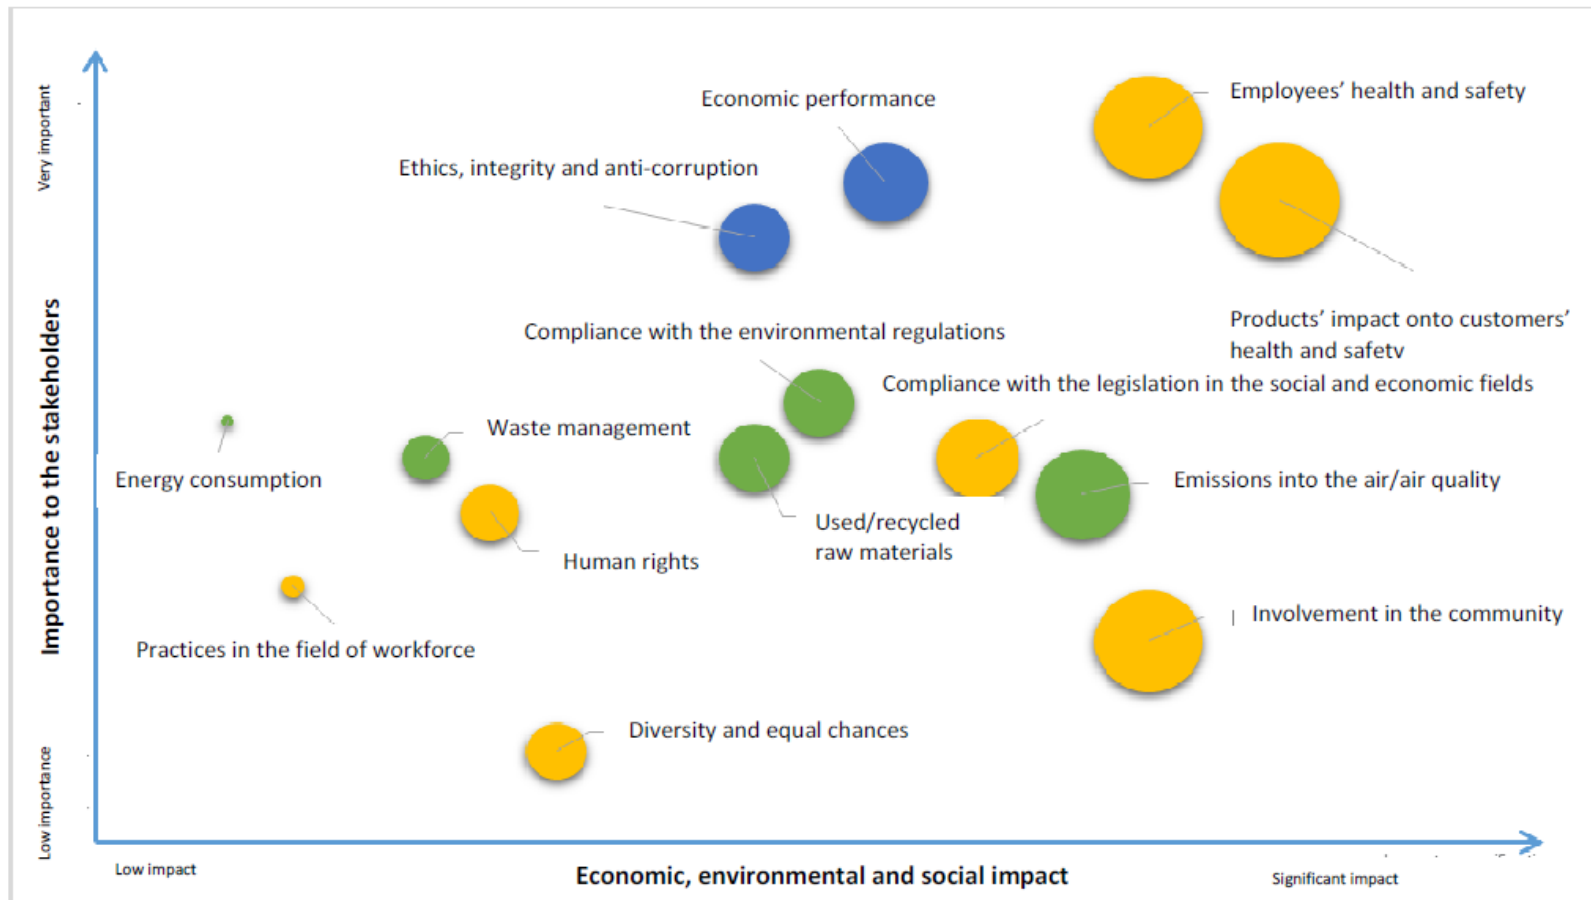 Very important
Economic performance
Employees' health and safety
Ethics, integrity and anti-corruption
Importance to the stakeholders
Products' impact onto customers'
health and safety
Compliance with the environmental regulations
Compliance with the legislation in the social and economic fields
Waste management
Energy consumption
Emissions into the air/air quality
Used/recycled
raw materials
Human rights
Involvement in the community
Practices in the field of workforce
Diversity and equal chances
Low importance
Low impact
Economic, environmental and social impact
Significant impact